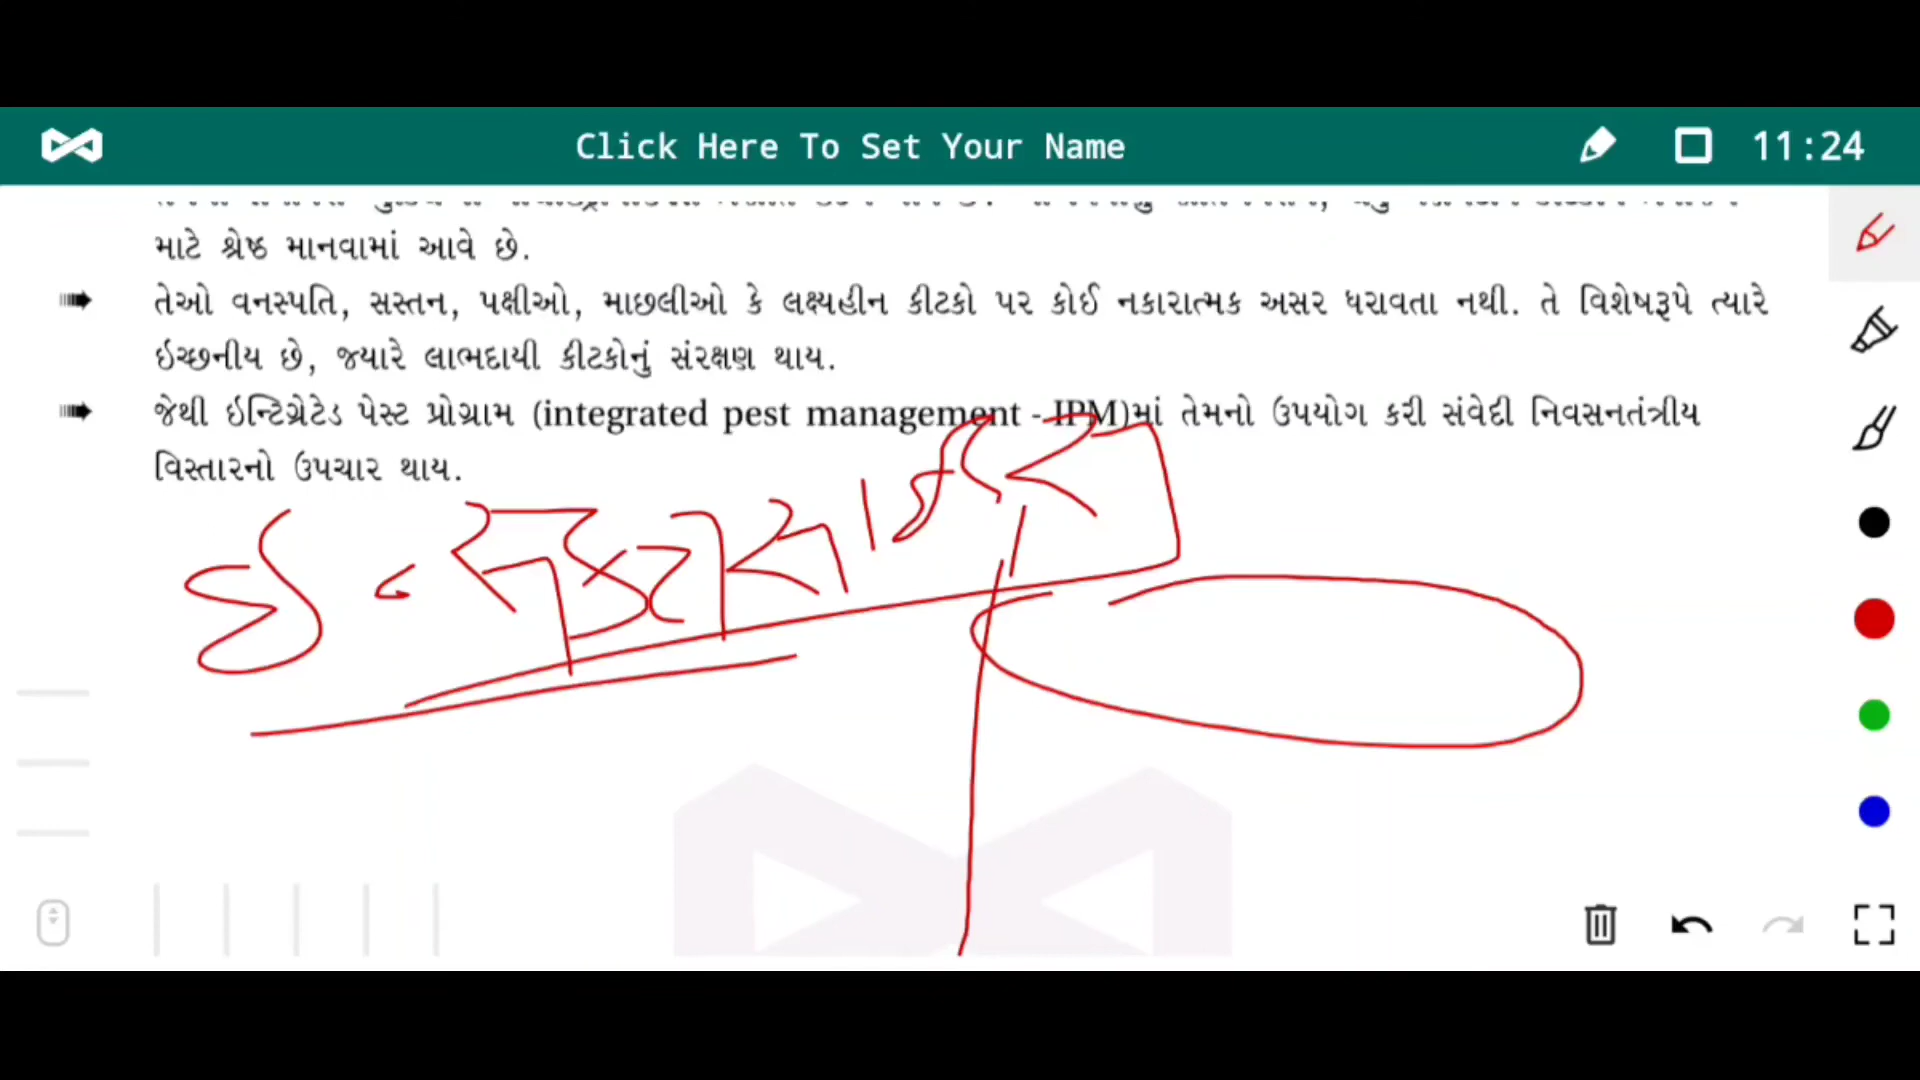 Click Here To Set Your Name 11:24
માટે શ્રેષ્ઠ માનવામાં આવે છે.
તેઓ વનસ્પતિ, સસ્તન, પક્ષીઓ, માછલીઓ કે લક્ષ્યહીન કીટકો પર કોઈ નકારાત્મક અસર ધરાવતા નથી. તે વિશેષરૂપે ત્યારે
ઇચ્છનીય છે, જ્યારે લાભદાયી કીટકોનું સંરક્ષણ થાય.
જેથી ઇન્ટિગ્રેટેડ પેસ્ટ પ્રોગ્રામ (integrated pest management - IPM)માં તેમનો ઉપયોગ કરી સંવેદી નિવસનતંત્રીય
વિસ્તારનો ઉપચાર થાય.